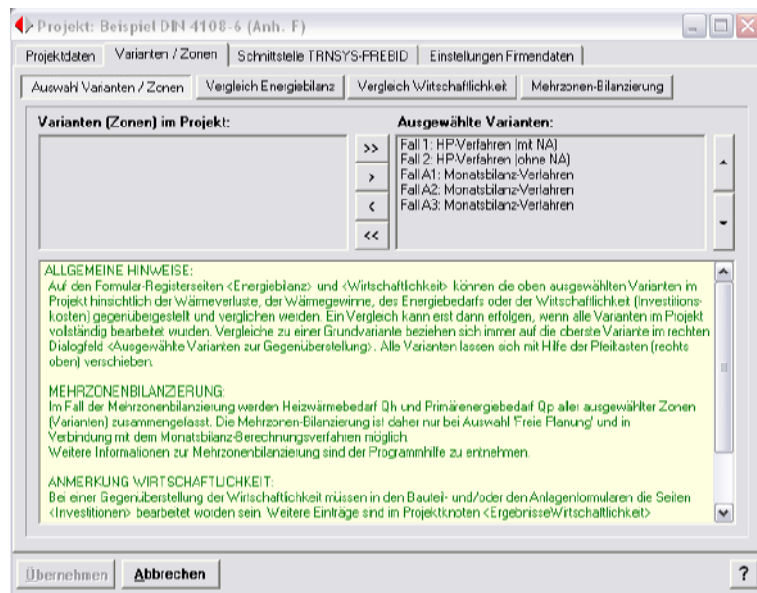 Projekt: Beispiel DIN 4108-6 (Anh. F)
Projektdaten
Varianten / Zonen
Schnittstelle TRNSYS-PREBID
Einstellungen Firmendaten
Auswahl Varianten / Zonen
Vergleich Energiebilanz
Vergleich Wirtschaftlichkeit
Mehrzonen-Bilanzierung
Varianten (Zonen) im Projekt:
Ausgewählte Varianten:
>>
>
<
<<
Fall 1: HP-Verfahren (mit NA)
Fall 2: HP-Verfahren (ohne NA)
Fall A1: Monatsbilanz-Verfahren
Fall A2: Monatsbilanz-Verfahren
Fall A3: Monatsbilanz-Verfahren
ALLGEMEINE HINWEISE:
Auf den Formular-Registerseiten <Energiebilanz> und <Wirtschaftlichkeit> können die oben ausgewählten Varianten im
Projekt hinsichtlich der Wärmeverluste, der Wärmegewinne, des Energiebedarfs oder der Wirtschaftlichkeit (Investitions-
kosten) gegenübergestellt und verglichen werden. Ein Vergleich kann erst dann erfolgen, wenn alle Varianten im Projekt
vollständig bearbeitet wurden. Vergleiche zu einer Grundvariante beziehen sich immer auf die oberste Variante im rechten
Dialogfeld <Ausgewählte Varianten zur Gegenüberstellung>. Alle Varianten lassen sich mit Hilfe der Pfeiltasten (rechts
oben) verschieben.
MEHRZONENBILANZIERUNG:
Im Fall der Mehrzonenbilanzierung werden Heizwärmebedarf Qh und Primärenergiebedarf Qp aller ausgewählter Zonen
(Varianten) zusammengefasst. Die Mehrzonen-Bilanzierung ist daher nur bei Auswahl 'Freie Planung' und in
Verbindung mit dem Monatsbilanz-Berechnungsverfahren möglich.
Weitere Informationen zur Mehrzonenbilanzierung sind der Programmhilfe zu entnehmen.
ANMERKUNG WIRTSCHAFTLICHKEIT:
Bei einer Gegenüberstellung der Wirtschaftlichkeit müssen in den Bauteil- und/oder den Anlagenformularen die Seiten
<Investitionen> bearbeitet worden sein. Weitere Einträge sind im Projektknoten <ErgebnisseWirtschaftlichkeit>
Übernehmen
Abbrechen
?